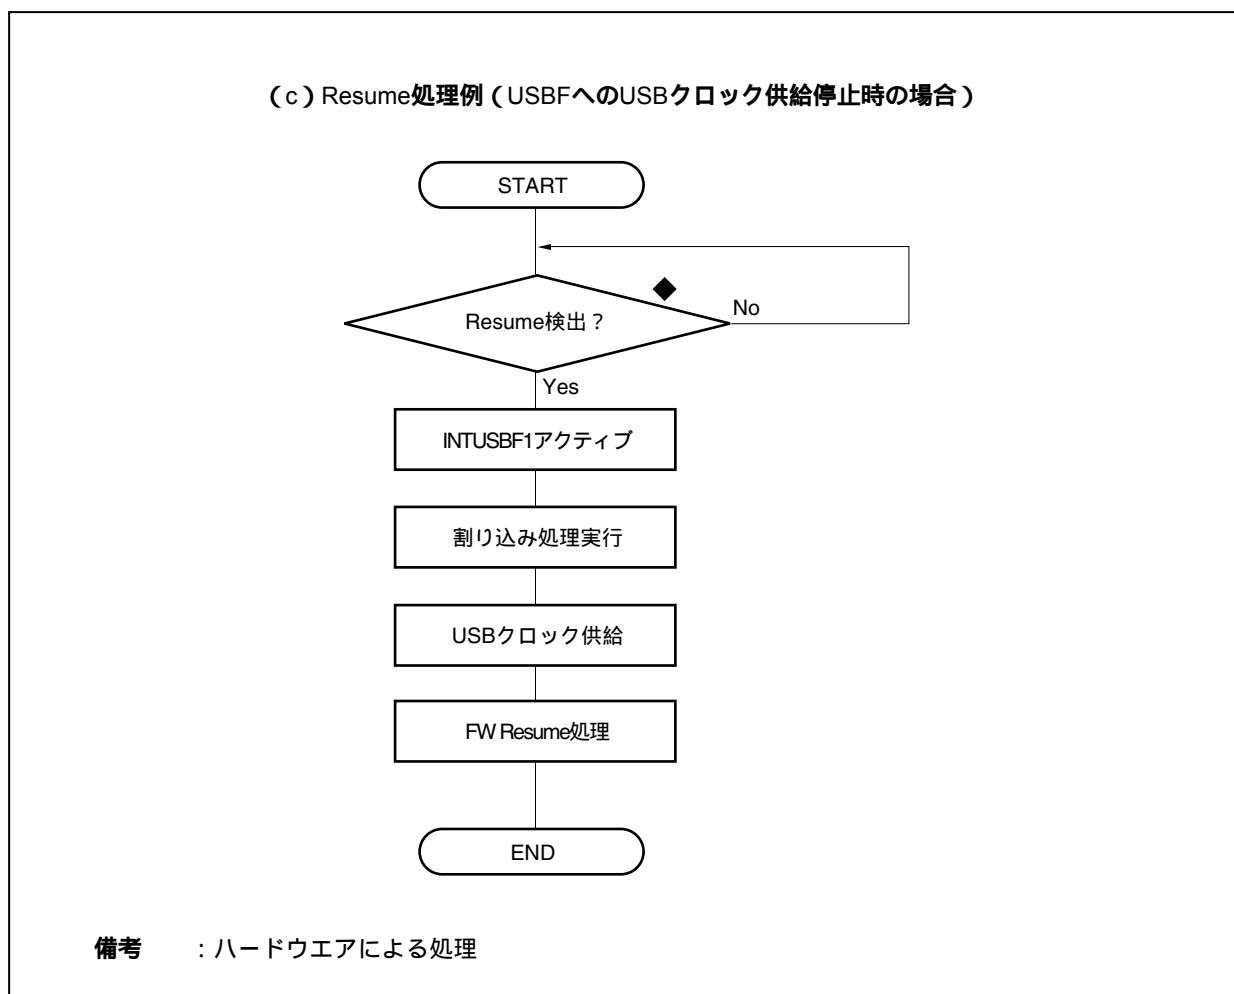 （c）Resume処理例（USBFへのUSBクロック供給停止時の場合）
START
No
Resume検出？
Yes
INTUSBF1アクティブ
割り込み処理実行
USBクロック供給
FW Resume処理
END
備考　：ハードウエアによる処理